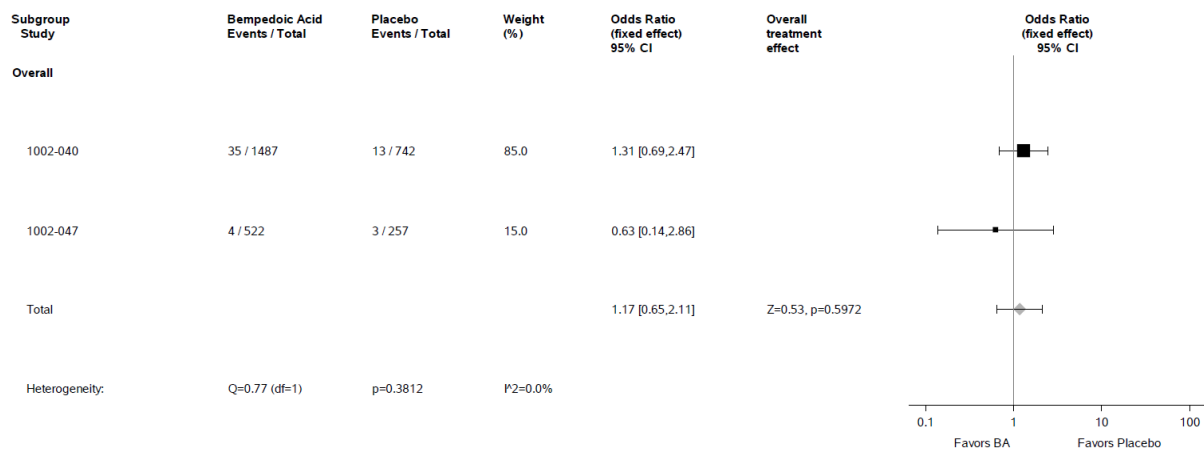 Subgroup Bempedoic Acid Placebo Weight Odds Ratio Overall Odds Ratio
Study Events / Total Events / Total (%) (fixed effect) treatment (fixed effect)
95% CI effect 95% CI
Overall
1002-040 35 / 1487 13 / 742 85.0 1.31 [0.69,2.47]
1002-047 4 / 522 3 / 257 15.0 0.63 [0.14,2.86]
Total 1.17 [0.65,2.11] Z=0.53, p=0.5972
Heterogeneity: Q=0.77 (df=1) p=0.3812 I^2=0.0%
0.1 1 10 100
Favors BA Favors Placebo